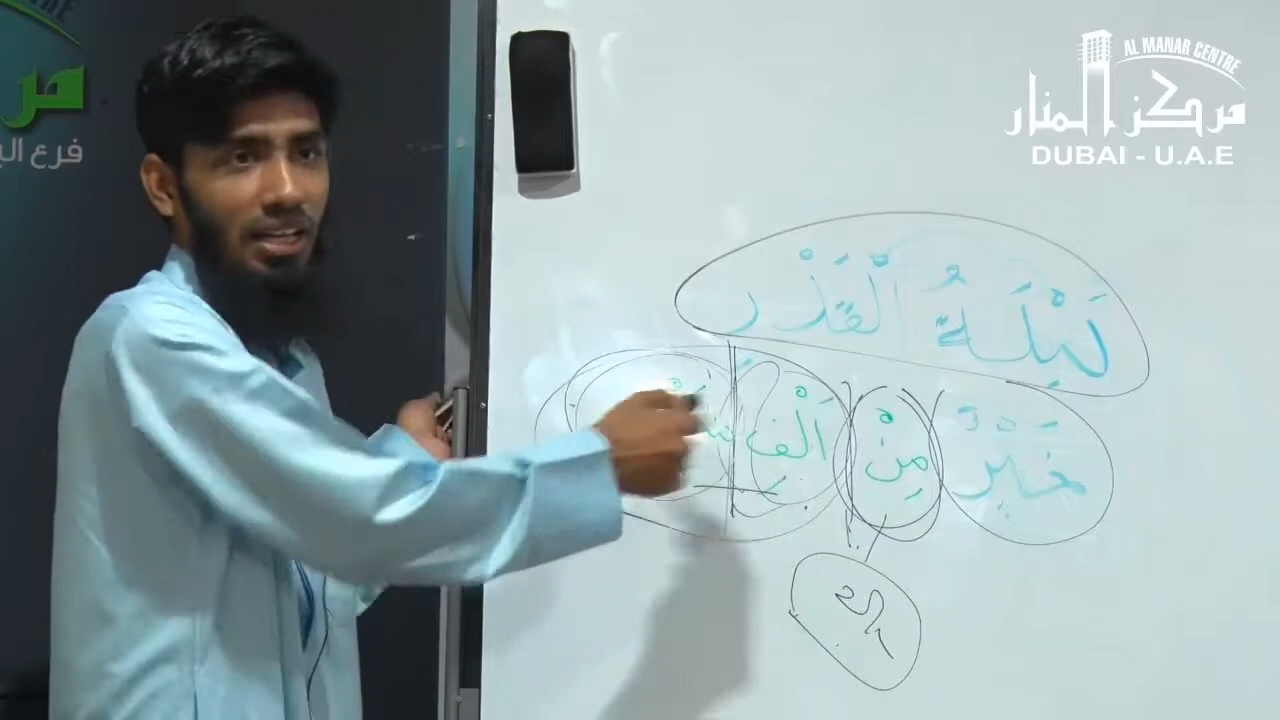 AL MANAR CENTRE
مركز المنار
DUBAI - U.A.E
فرع
لَيْلَةُ الْقَدْرِ
خَيْرٌ مِنْ أَلْفِ